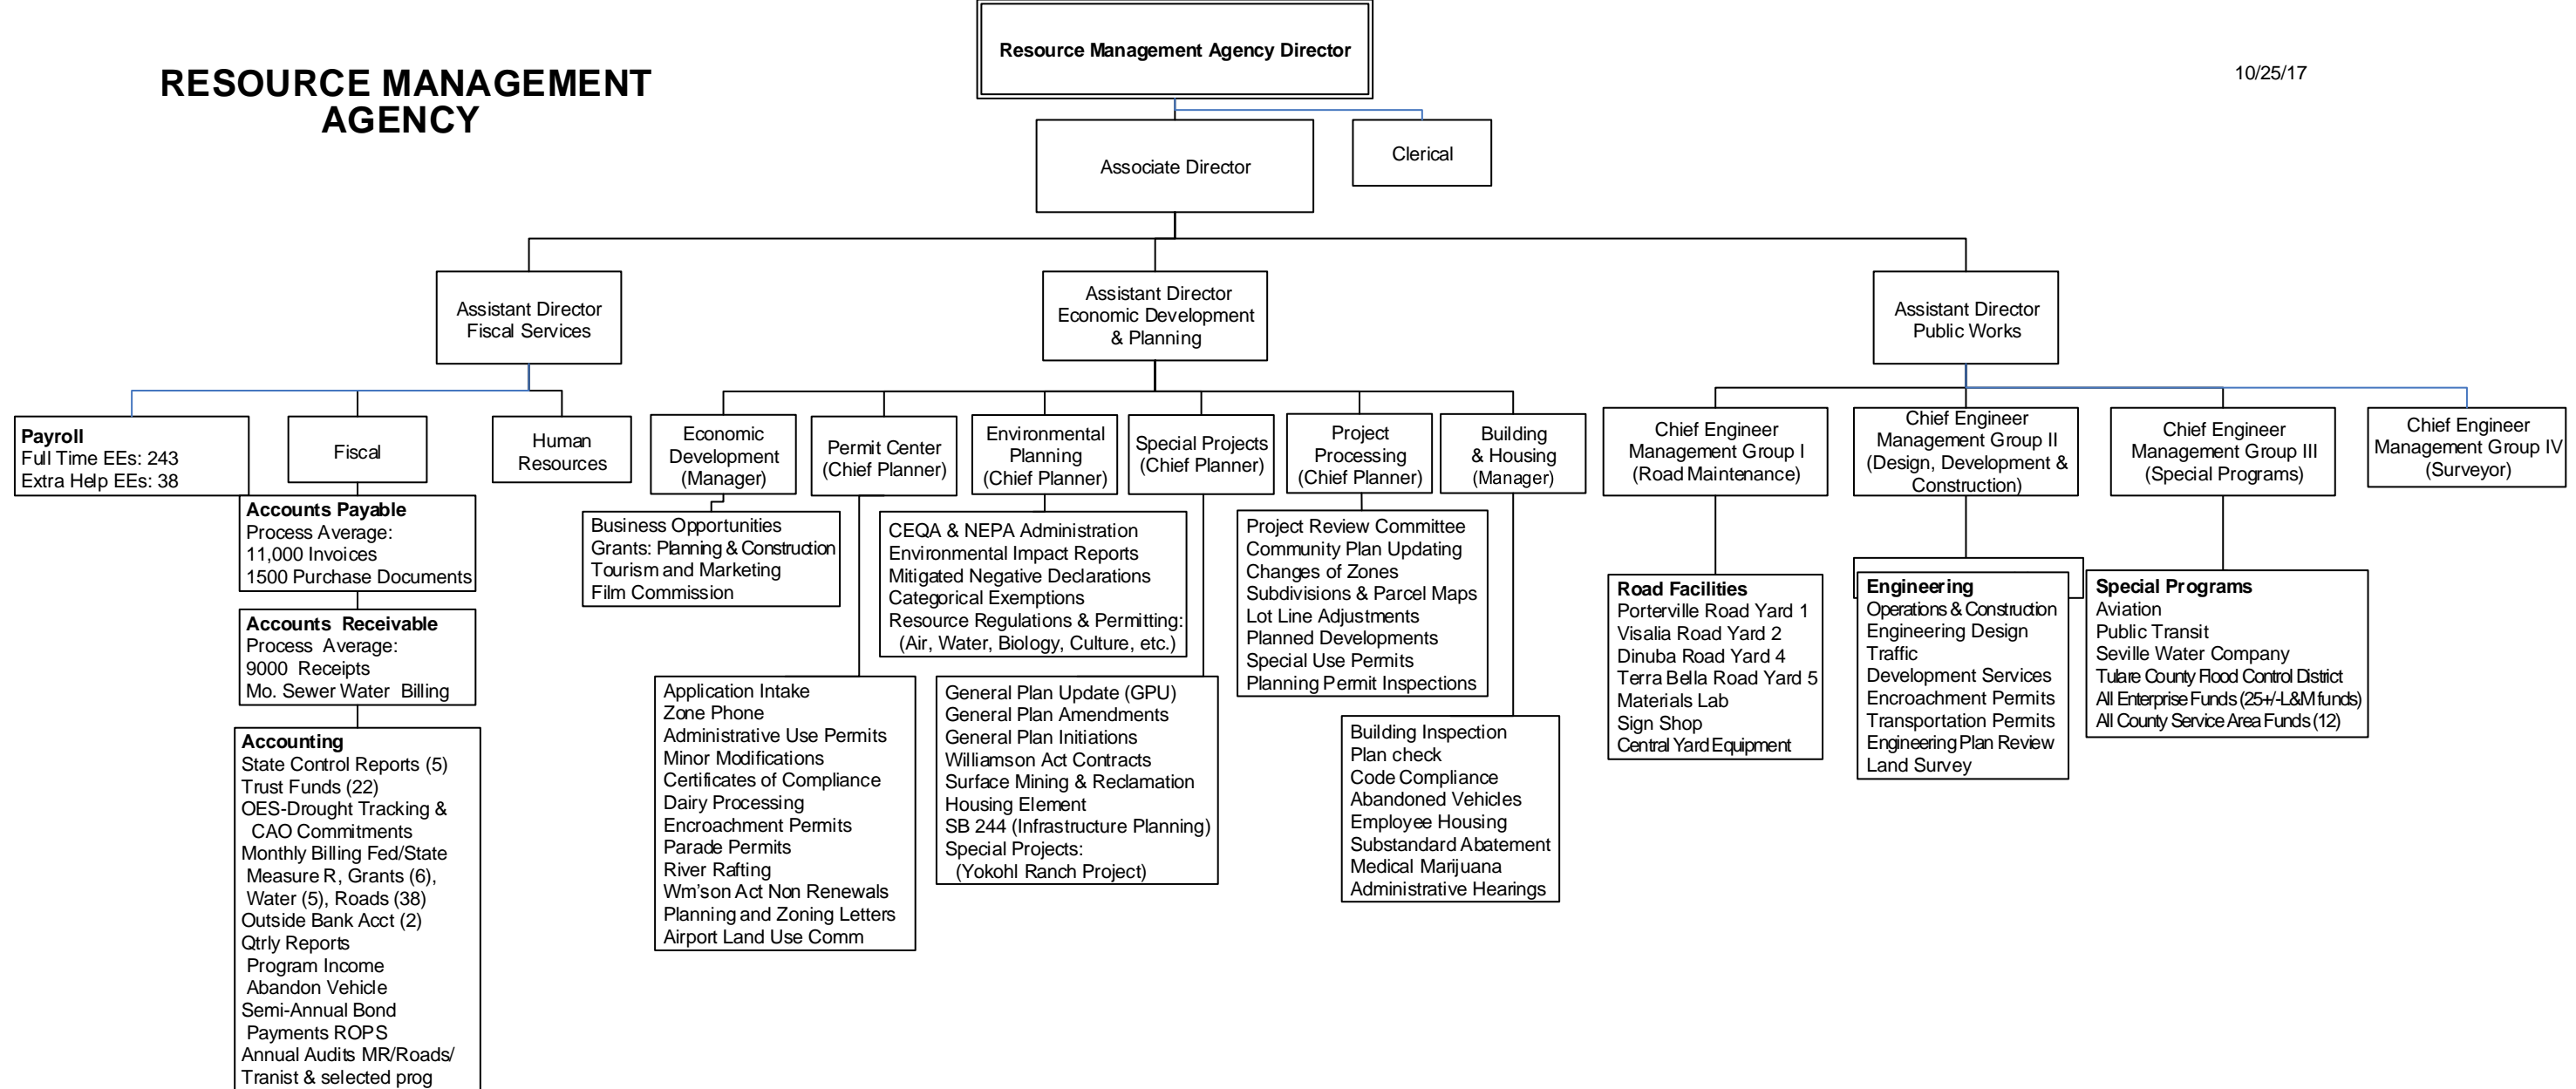 RESOURCE MANAGEMENT
AGENCY
Resource Management Agency Director
10/25/17
Associate Director
Clerical
Assistant Director
Fiscal Services
Assistant Director
Economic Development
& Planning
Assistant Director
Public Works
Payroll
Full Time EEs: 243
Extra Help EEs: 38
Fiscal
Human
Resources
Economic
Development
(Manager)
Permit Center
(Chief Planner)
Environmental
Planning
(Chief Planner)
Special Projects
(Chief Planner)
Project
Processing
(Chief Planner)
Building
& Housing
(Manager)
Chief Engineer
Management Group I
(Road Maintenance)
Chief Engineer
Management Group II
(Design, Development &
Construction)
Chief Engineer
Management Group III
(Special Programs)
Chief Engineer
Management Group IV
(Surveyor)
Accounts Payable
Process Average:
11,000 Invoices
1500 Purchase Documents
Accounts Receivable
Process Average:
9000 Receipts
Mo. Sewer Water Billing
Accounting
State Control Reports (5)
Trust Funds (22)
OES-Drought Tracking &
CAO Commitments
Monthly Billing Fed/State
Measure R, Grants (6),
Water (5), Roads (38)
Outside Bank Acct (2)
Qtrly Reports
Program Income
Abandon Vehicle
Semi-Annual Bond
Payments ROPS
Annual Audits MR/Roads/
Tranist & selected prog
Business Opportunities
Grants: Planning & Construction
Tourism and Marketing
Film Commission
Application Intake
Zone Phone
Administrative Use Permits
Minor Modifications
Certificates of Compliance
Dairy Processing
Encroachment Permits
Parade Permits
River Rafting
Wm'son Act Non Renewals
Planning and Zoning Letters
Airport Land Use Comm
CEQA & NEPA Administration
Environmental Impact Reports
Mitigated Negative Declarations
Categorical Exemptions
Resource Regulations & Permitting:
(Air, Water, Biology, Culture, etc.)
General Plan Update (GPU)
General Plan Amendments
General Plan Initiations
Williamson Act Contracts
Surface Mining & Reclamation
Housing Element
SB 244 (Infrastructure Planning)
Special Projects:
(Yokohl Ranch Project)
Project Review Committee
Community Plan Updating
Changes of Zones
Subdivisions & Parcel Maps
Lot Line Adjustments
Planned Developments
Special Use Permits
Planning Permit Inspections
Building Inspection
Plan check
Code Compliance
Abandoned Vehicles
Employee Housing
Substandard Abatement
Medical Marijuana
Administrative Hearings
Road Facilities
Porterville Road Yard 1
Visalia Road Yard 2
Dinuba Road Yard 4
Terra Bella Road Yard 5
Materials Lab
Sign Shop
Central Yard Equipment
Engineering
Operations & Construction
Engineering Design
Traffic
Development Services
Encroachment Permits
Transportation Permits
Engineering Plan Review
Land Survey
Special Programs
Aviation
Public Transit
Seville Water Company
Tulare County Flood Control District
All Enterprise Funds (25+/-L&M funds)
All County Service Area Funds (12)